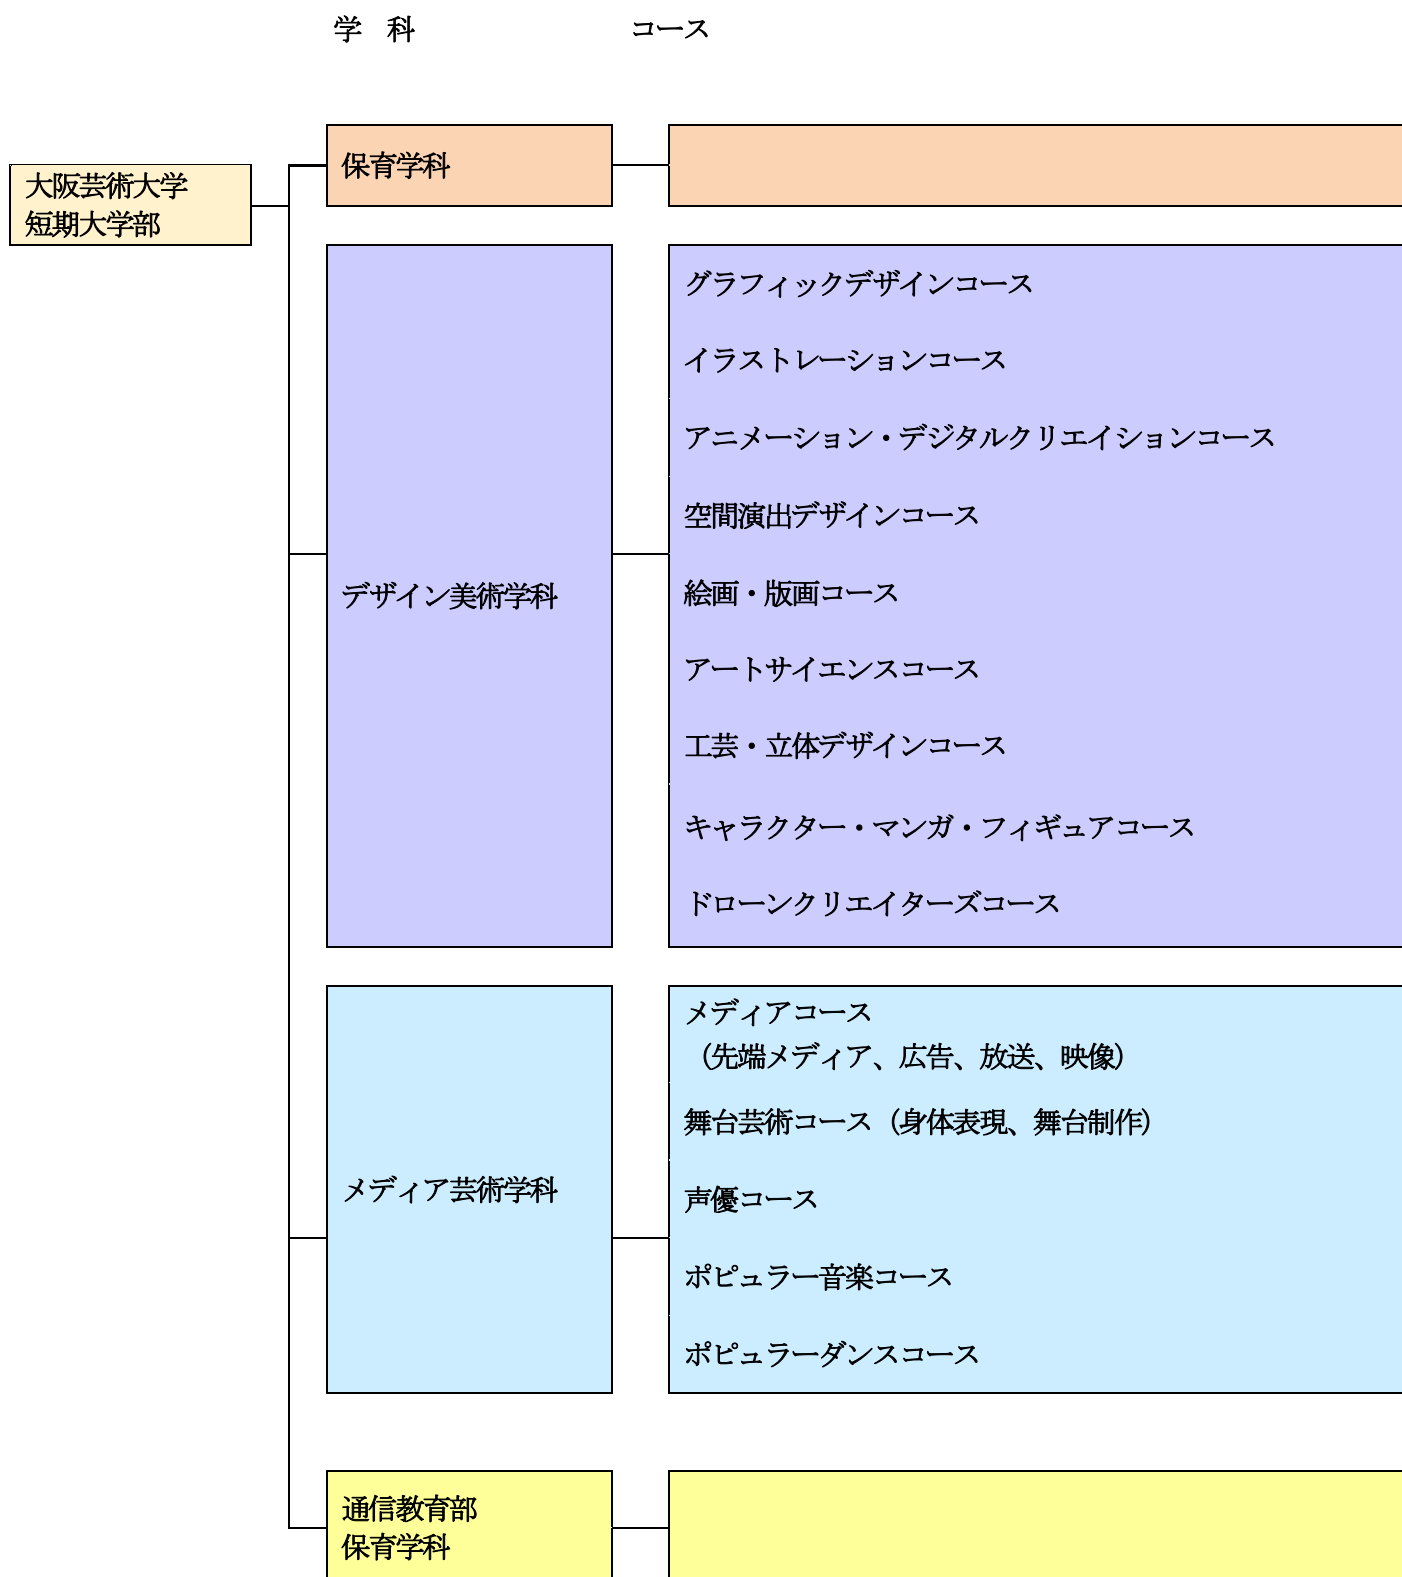 学　科　コース
保育学科
大阪芸術大学
短期大学部
デザイン美術学科
グラフィックデザインコース
イラストレーションコース
アニメーション・デジタルクリエイションコース
空間演出デザインコース
絵画・版画コース
アートサイエンスコース
工芸・立体デザインコース
キャラクター・マンガ・フィギュアコース
ドローンクリエイターズコース
メディア芸術学科
メディアコース
（先端メディア、広告、放送、映像）
舞台芸術コース（身体表現、舞台制作）
声優コース
ポピュラー音楽コース
ポピュラーダンスコース
通信教育部
保育学科